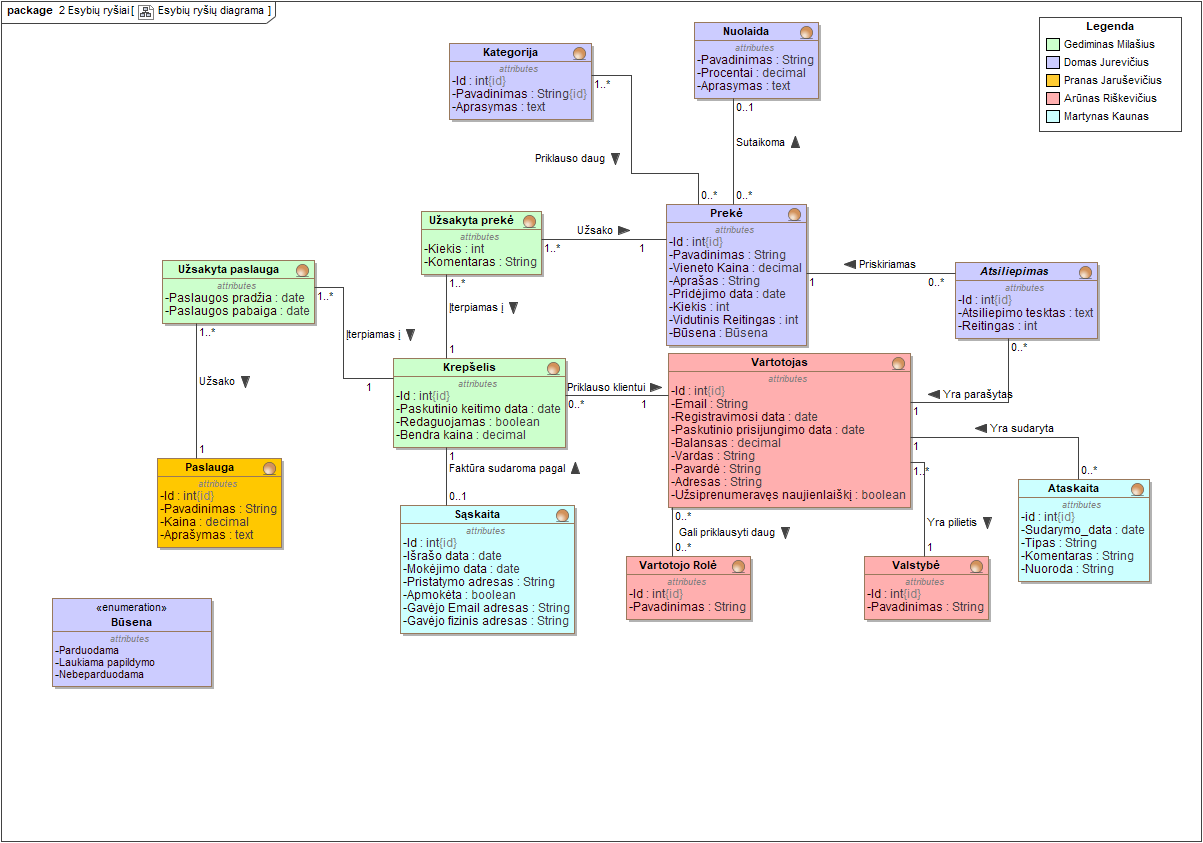 package 2 Esybių ryšiai[ Esybių ryšių diagrama ]
Legenda
Gediminas Milašius
Domas Jurevičius
Pranas Jaruševičius
Arūnas Riškevičius
Martynas Kaunas
Nuolaida
attributes
-Pavadinimas : String
-Procentai : decimal
-Aprasymas : text
Kategorija
attributes
-Id : int{id}
-Pavadinimas : String{id}
-Aprasymas : text
1..*
0..1
Sutaikoma
Priklauso daug
0..*
0..*
Prekė
attributes
-Id : int{id}
-Pavadinimas : String
-Vieneto Kaina : decimal
-Aprašas : String
-Pridėjimo data : date
-Kiekis : int
-Vidutinis Reitingas : int
-Būsena : Būsena
Užsakyta prekė
attributes
-Kiekis : int
-Komentaras : String
Užsako
1..*
1
Užsakyta paslauga
attributes
-Paslaugos pradžia : date
-Paslaugos pabaiga : date
Priskiriamas
1
0..*
Atsiliepimas
attributes
-Id : int{id}
-Atsiliepimo tesktas : text
-Reitingas : int
1..*
1..*
Įterpiamas į
1
1..*
Įterpiamas į
1
0..*
Yra parašytas
1
Užsako
1
Krepšelis
attributes
-Id : int{id}
-Paskutinio keitimo data : date
-Redaguojamas : boolean
-Bendra kaina : decimal
Priklauso klientui
0..*
1
Vartotojas
attributes
-Id : int{id}
-Email : String
-Registravimosi data : date
-Paskutinio prisijungimo data : date
-Balansas : decimal
-Vardas : String
-Pavardė : String
-Adresas : String
-Užsiprenumeravęs naujienlaiškį : boolean
Yra sudaryta
1
0..*
1
Faktūra sudaroma pagal
0..1
Paslauga
attributes
-Id : int{id}
-Pavadinimas : String
-Kaina : decimal
-Aprašymas : text
Sąskaita
attributes
-Id : int{id}
-Išrašo data : date
-Mokėjimo data : date
-Pristatymo adresas : String
-Apmokėta : boolean
-Gavėjo Email adresas : String
-Gavėjo fizinis adresas : String
0..*
Gali priklausyti daug
0..*
1..*
Yra pilietis
1
Ataskaita
attributes
-id : int{id}
-Sudarymo_data : date
-Tipas : String
-Komentaras : String
-Nuoroda : String
Vartotojo Rolė
attributes
-Id : int{id}
-Pavadinimas : String
Valstybė
attributes
-Id : int{id}
-Pavadinimas : String
«enumeration»
Būsena
attributes
-Parduodama
-Laukiama papildymo
-Nebeparduodama